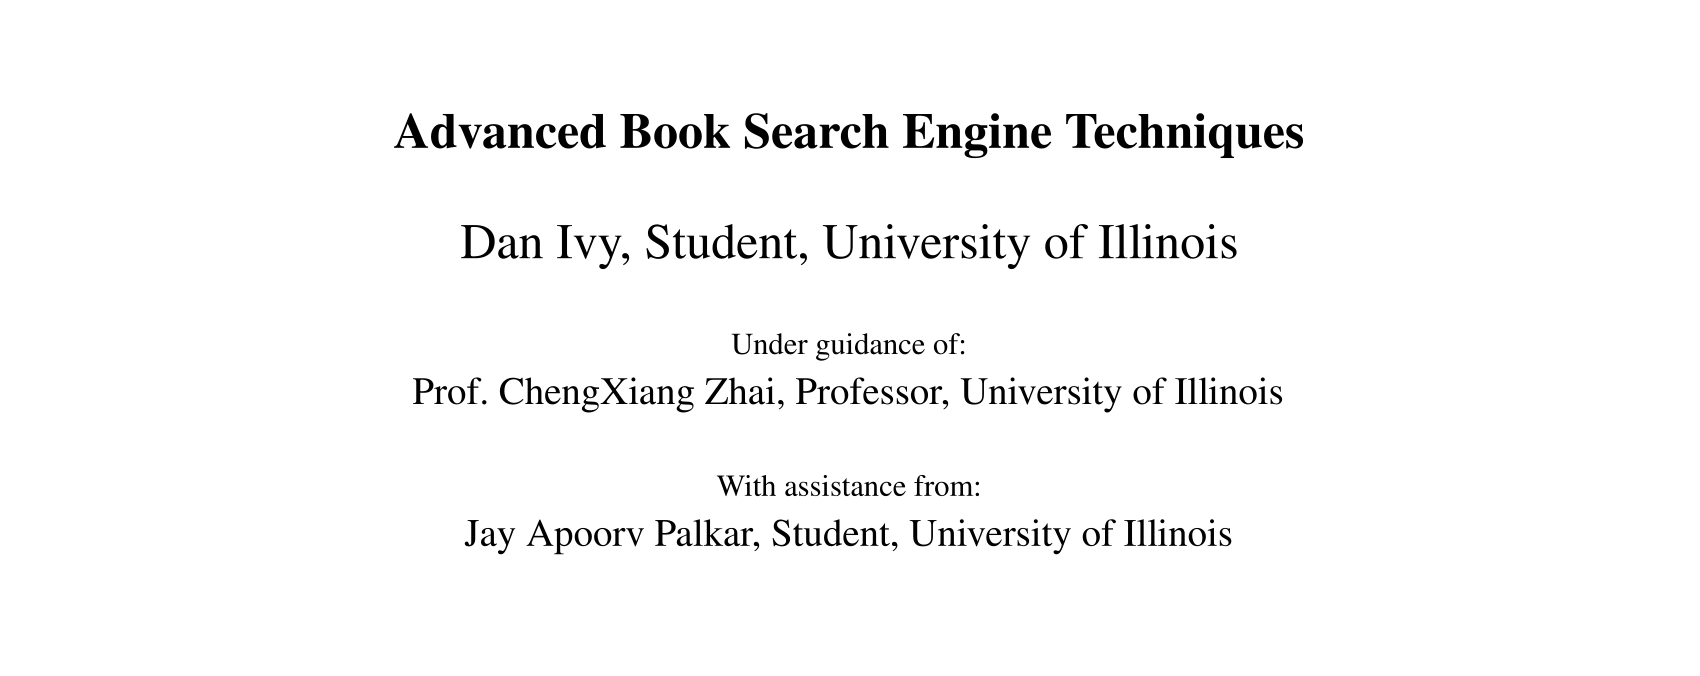 Advanced Book Search Engine Techniques
Dan Ivy, Student, University of Illinois
Under guidance of:
Prof. ChengXiang Zhai, Professor, University of Illinois
With assistance from:
Jay Apoorv Palkar, Student, University of Illinois